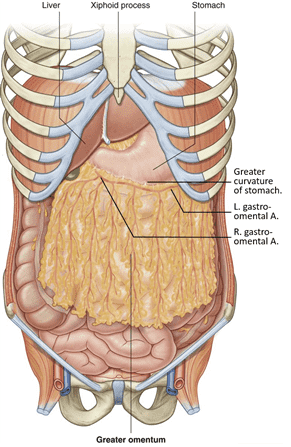 Liver
Xiphoid process
Stomach
Greater
curvature
of stomach.
L. gastro-
omental A.
R. gastro-
omental A.
Greater omentum